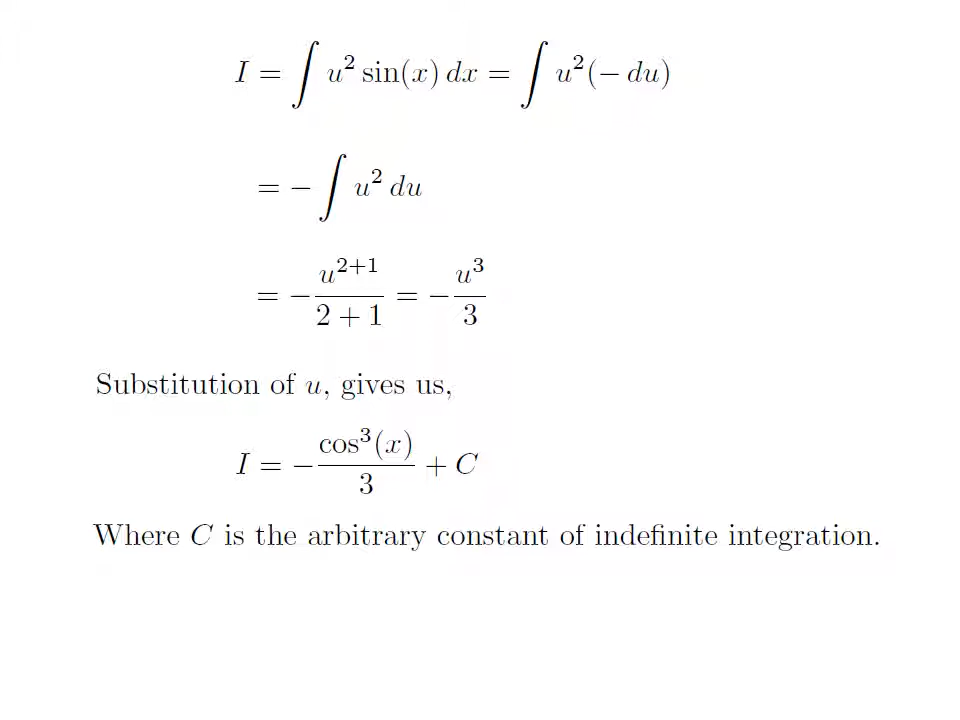 I = ∫ u² sin(x) dx = ∫ u²(− du)
= − ∫ u² du
= − u²⁺¹/(2 + 1) = − u³/3
Substitution of u, gives us,
I = − cos³(x)/3 + C
Where C is the arbitrary constant of indefinite integration.